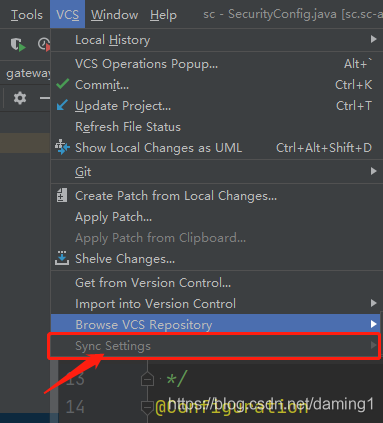 Tools VCS Window Help sc - SecurityConfig.java [sc.sc-a
Local History
gateway
VCS Operations Popup... Alt+`
Commit... Ctrl+K
Update Project... Ctrl+T
Refresh File Status
Show Local Changes as UML Ctrl+Alt+Shift+D
Git
Create Patch from Local Changes...
Apply Patch...
Apply Patch from Clipboard...
Shelve Changes...
Get from Version Control...
Import into Version Control
Browse VCS Repository
Sync Settings
13 */
14 @Configuration
https://blog.csdn.net/daming1